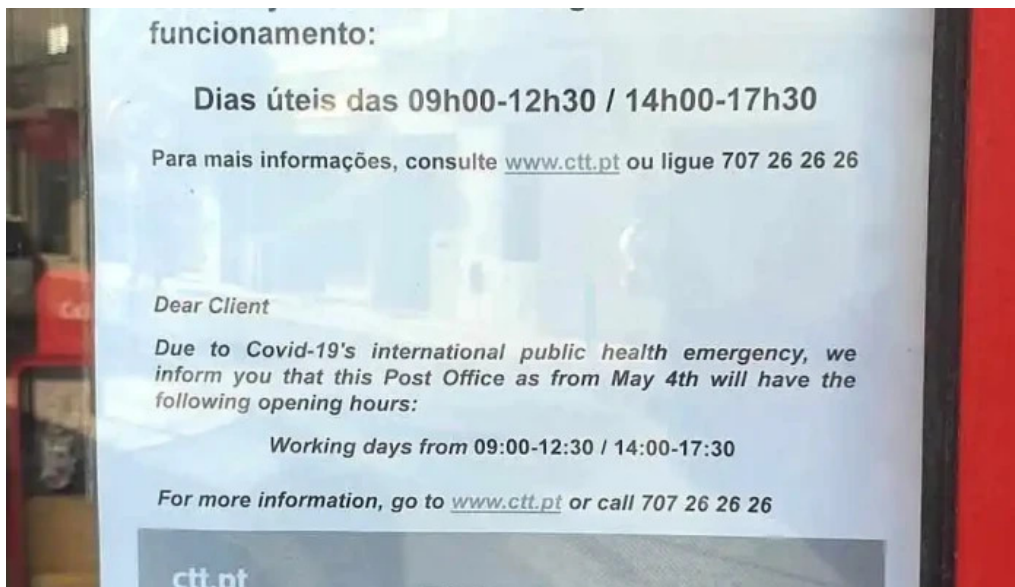 funcionamento:
Dias úteis das 09h00-12h30 / 14h00-17h30
Para mais informações, consulte www.ctt.pt ou ligue 707 26 26 26
Dear Client
Due to Covid-19's international public health emergency, we
inform you that this Post Office as from May 4th will have the
following opening hours:
Working days from 09:00-12:30 / 14:00-17:30
For more information, go to www.ctt.pt or call 707 26 26 26
ctt.pt